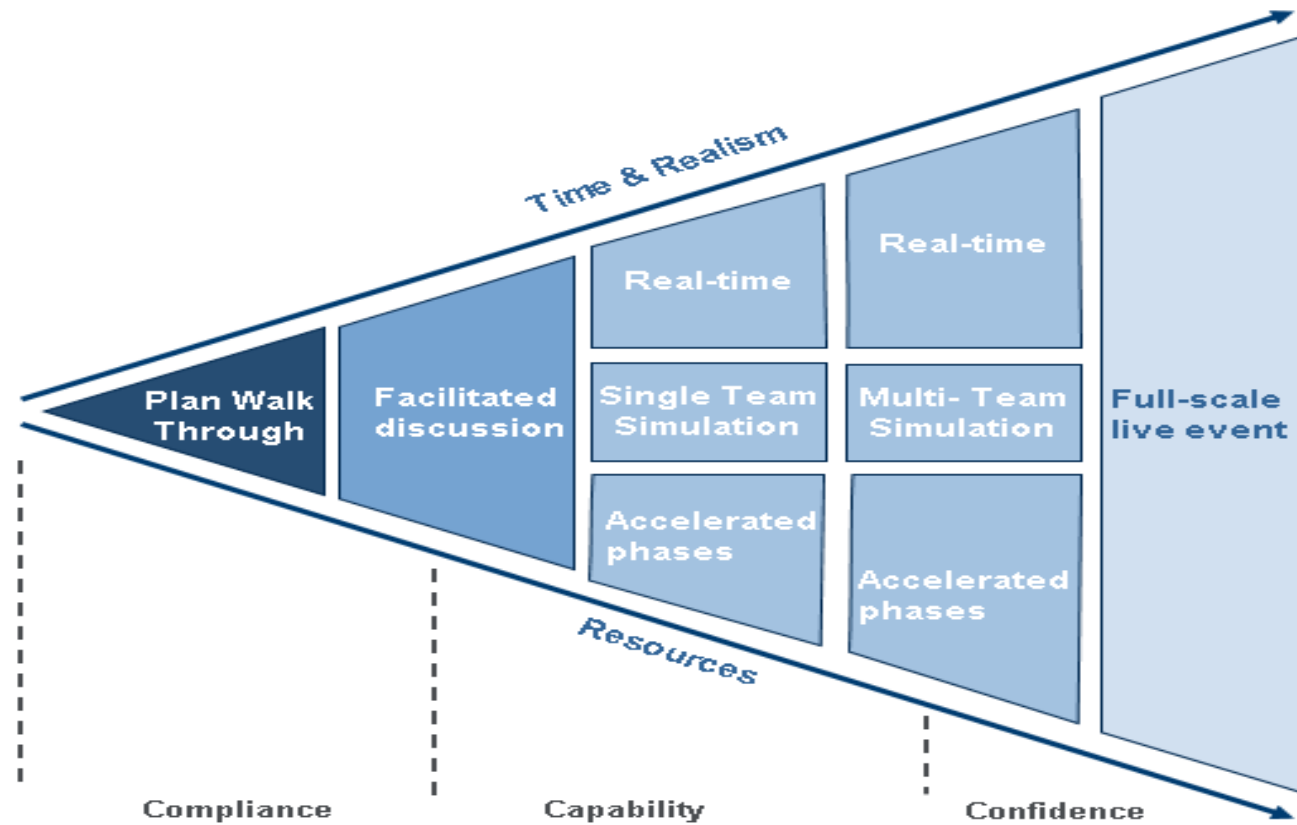 Time & Realism
Real-time
Real-time
Plan Walk
Through
Facilitated
discussion
Single Team
Simulation
Multi- Team
Simulation
Full-scale
live event
Accelerated
phases
Accelerated
phases
Resources
Compliance
Capability
Confidence